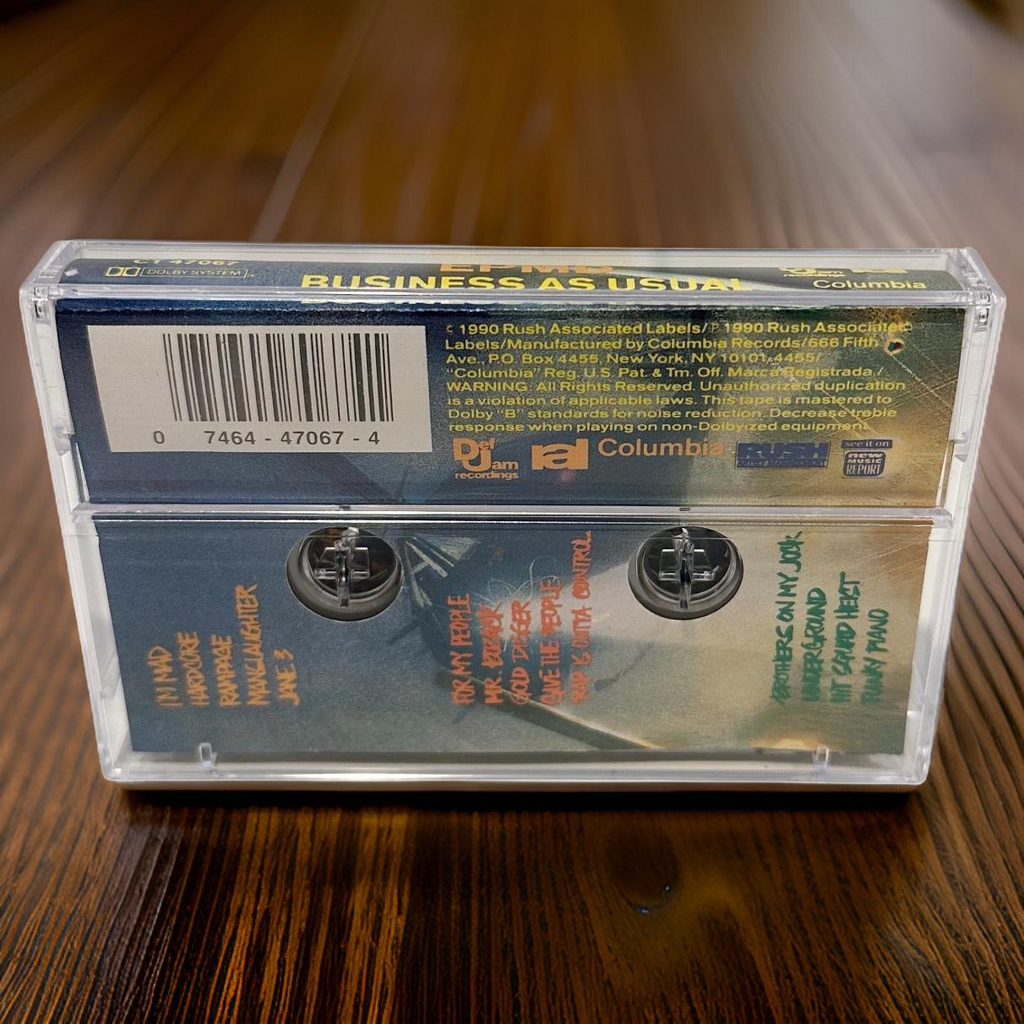 CT 47067
DOLBY SYSTEM
EPMD
BUSINESS AS USUAL
Def Jam
Columbia
0 7464 - 47067 - 4
c 1990 Rush Associated Labels/P 1990 Rush Associated
Labels/Manufactured by Columbia Records/666 Fifth
Ave., P.O. Box 4455, New York, NY 10101-4455/
"Columbia" Reg. U.S. Pat. & Tm. Off. Marca Registrada./
WARNING: All Rights Reserved. Unauthorized duplication
is a violation of applicable laws. This tape is mastered to
Dolby "B" standards for noise reduction. Decrease treble
response when playing on non-Dolbyized equipment.
Def Jam recordings
ral
Columbia
RUSH
see it on
new
MUSIC
REPORT
I'M MAD
HARDCORE
RAMPAGE
MANSLAUGHTER
JANE 3
FOR MY PEOPLE
MR. BOZACK
GOLD DIGGER
GIVE THE PEOPLE
RAP IS OUTTA CONTROL
BROTHERS ON MY JOCK
UNDERGROUND
HIT SQUAD HEIST
FUNKY PIANO